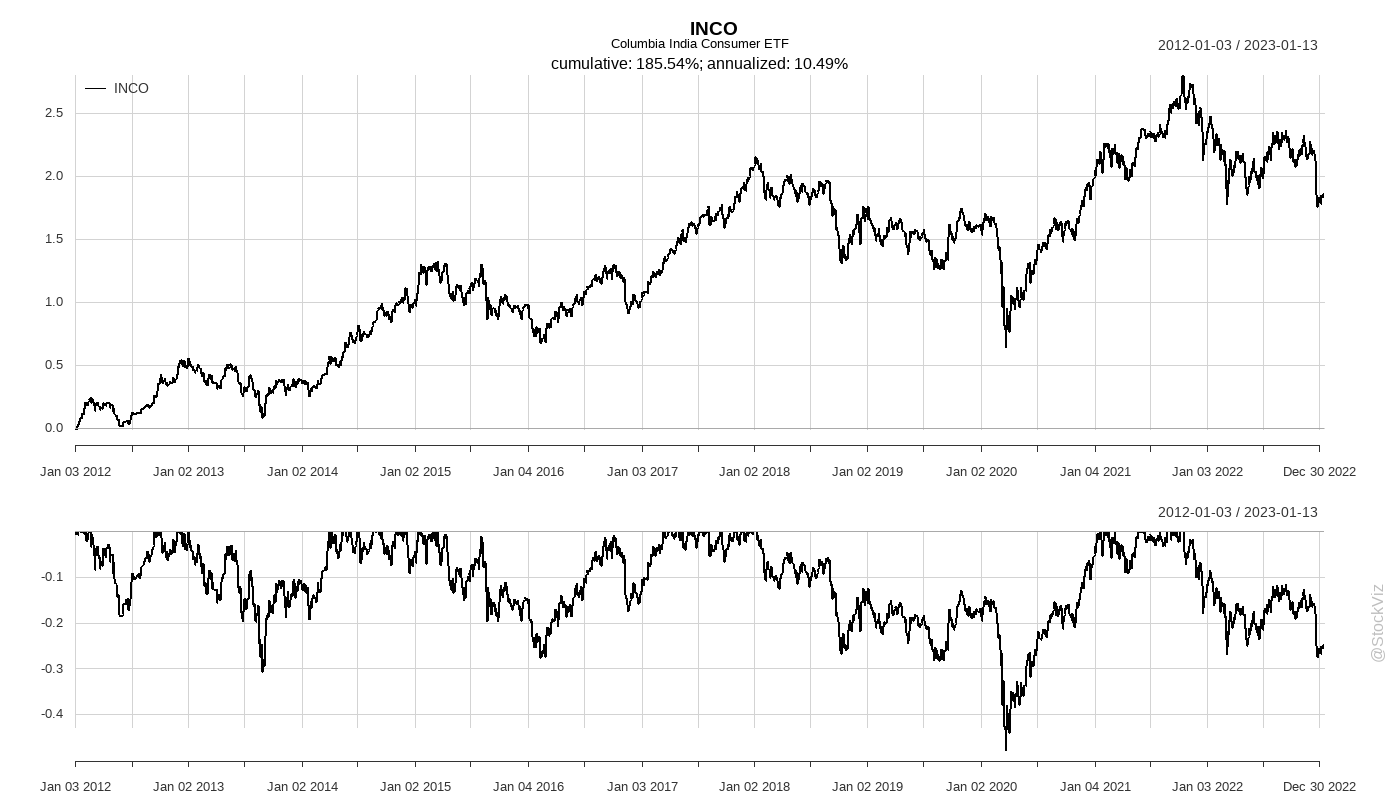 INCO
Columbia India Consumer ETF
2012-01-03 / 2023-01-13
cumulative: 185.54%; annualized: 10.49%
INCO
2.5
2.0
1.5
1.0
0.5
0.0
Jan 03 2012 Jan 02 2013 Jan 02 2014 Jan 02 2015 Jan 04 2016 Jan 03 2017 Jan 02 2018 Jan 02 2019 Jan 02 2020 Jan 04 2021 Jan 03 2022 Dec 30 2022
2012-01-03 / 2023-01-13
-0.1
-0.2
-0.3
-0.4
Jan 03 2012 Jan 02 2013 Jan 02 2014 Jan 02 2015 Jan 04 2016 Jan 03 2017 Jan 02 2018 Jan 02 2019 Jan 02 2020 Jan 04 2021 Jan 03 2022 Dec 30 2022
@StockViz